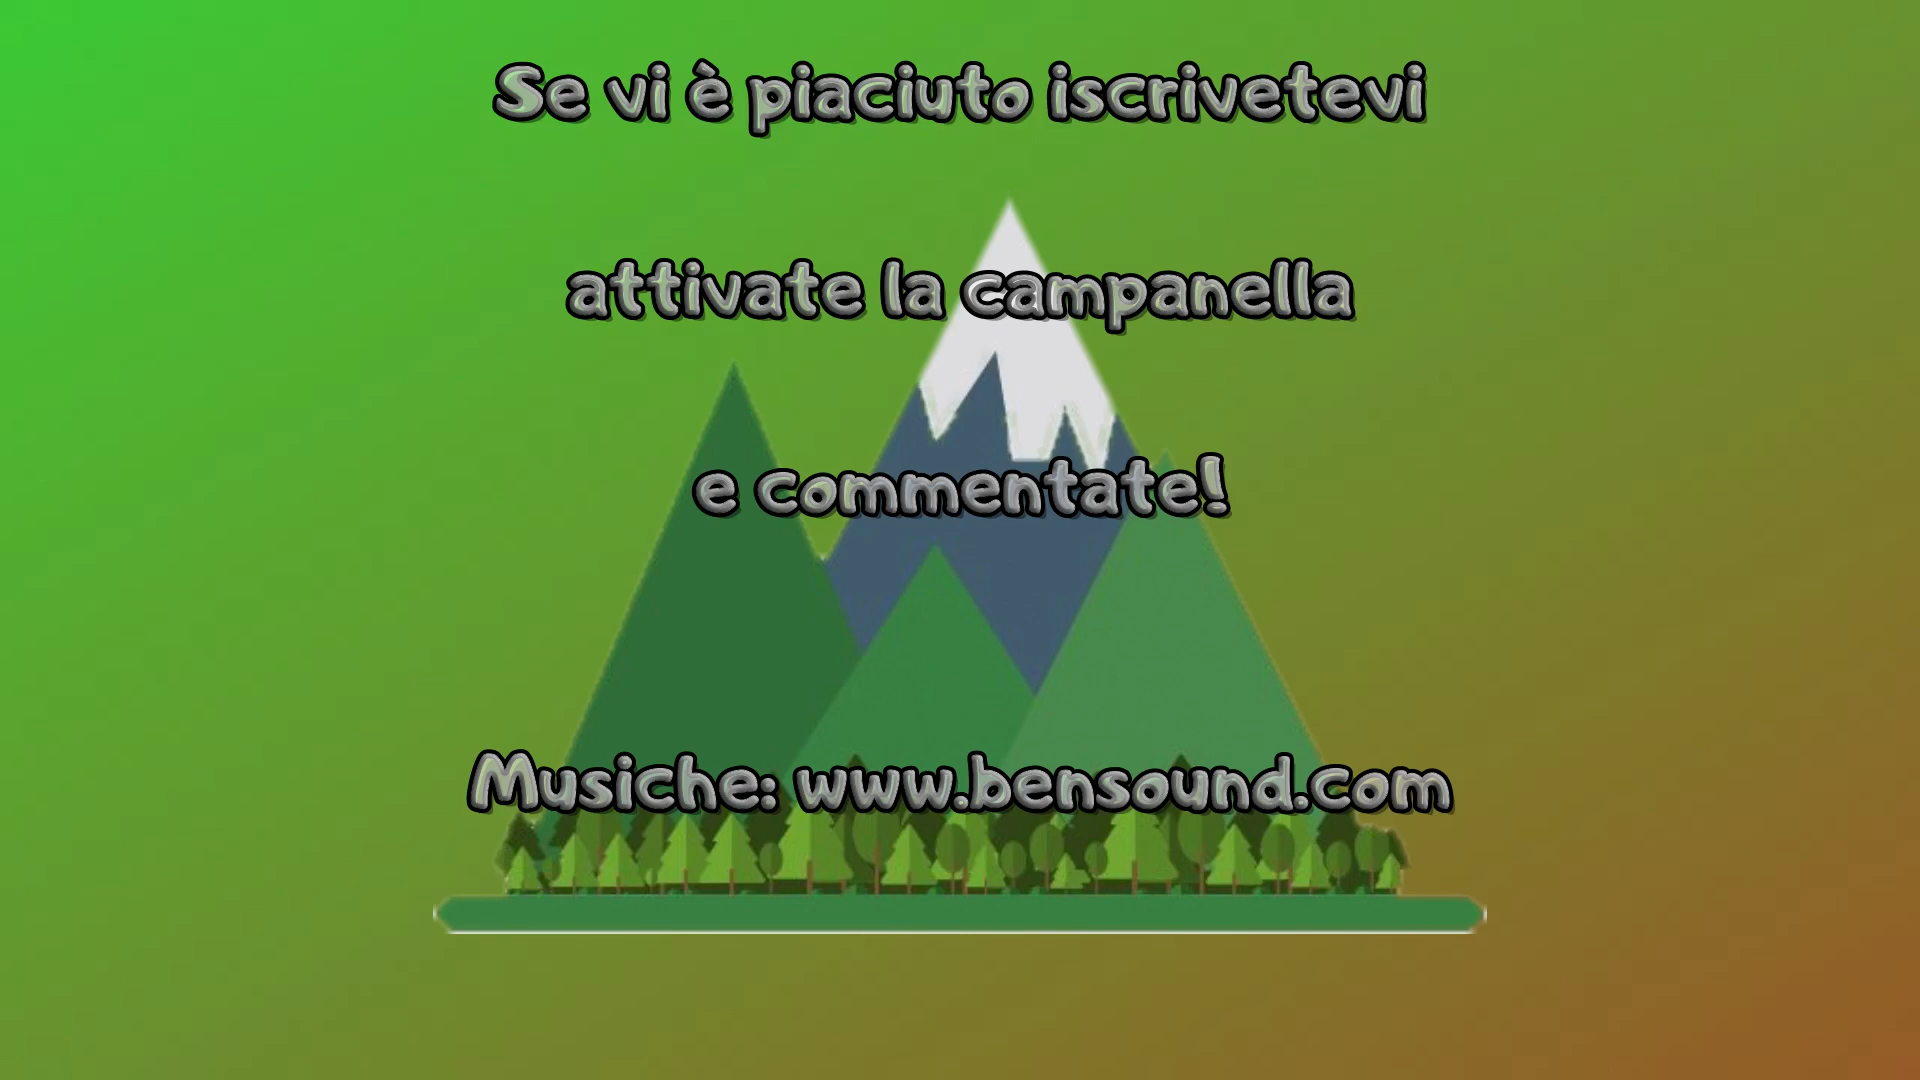 Se vi è piaciuto iscrivetevi
attivate la campanella
e commentate!
Musiche: www.bensound.com